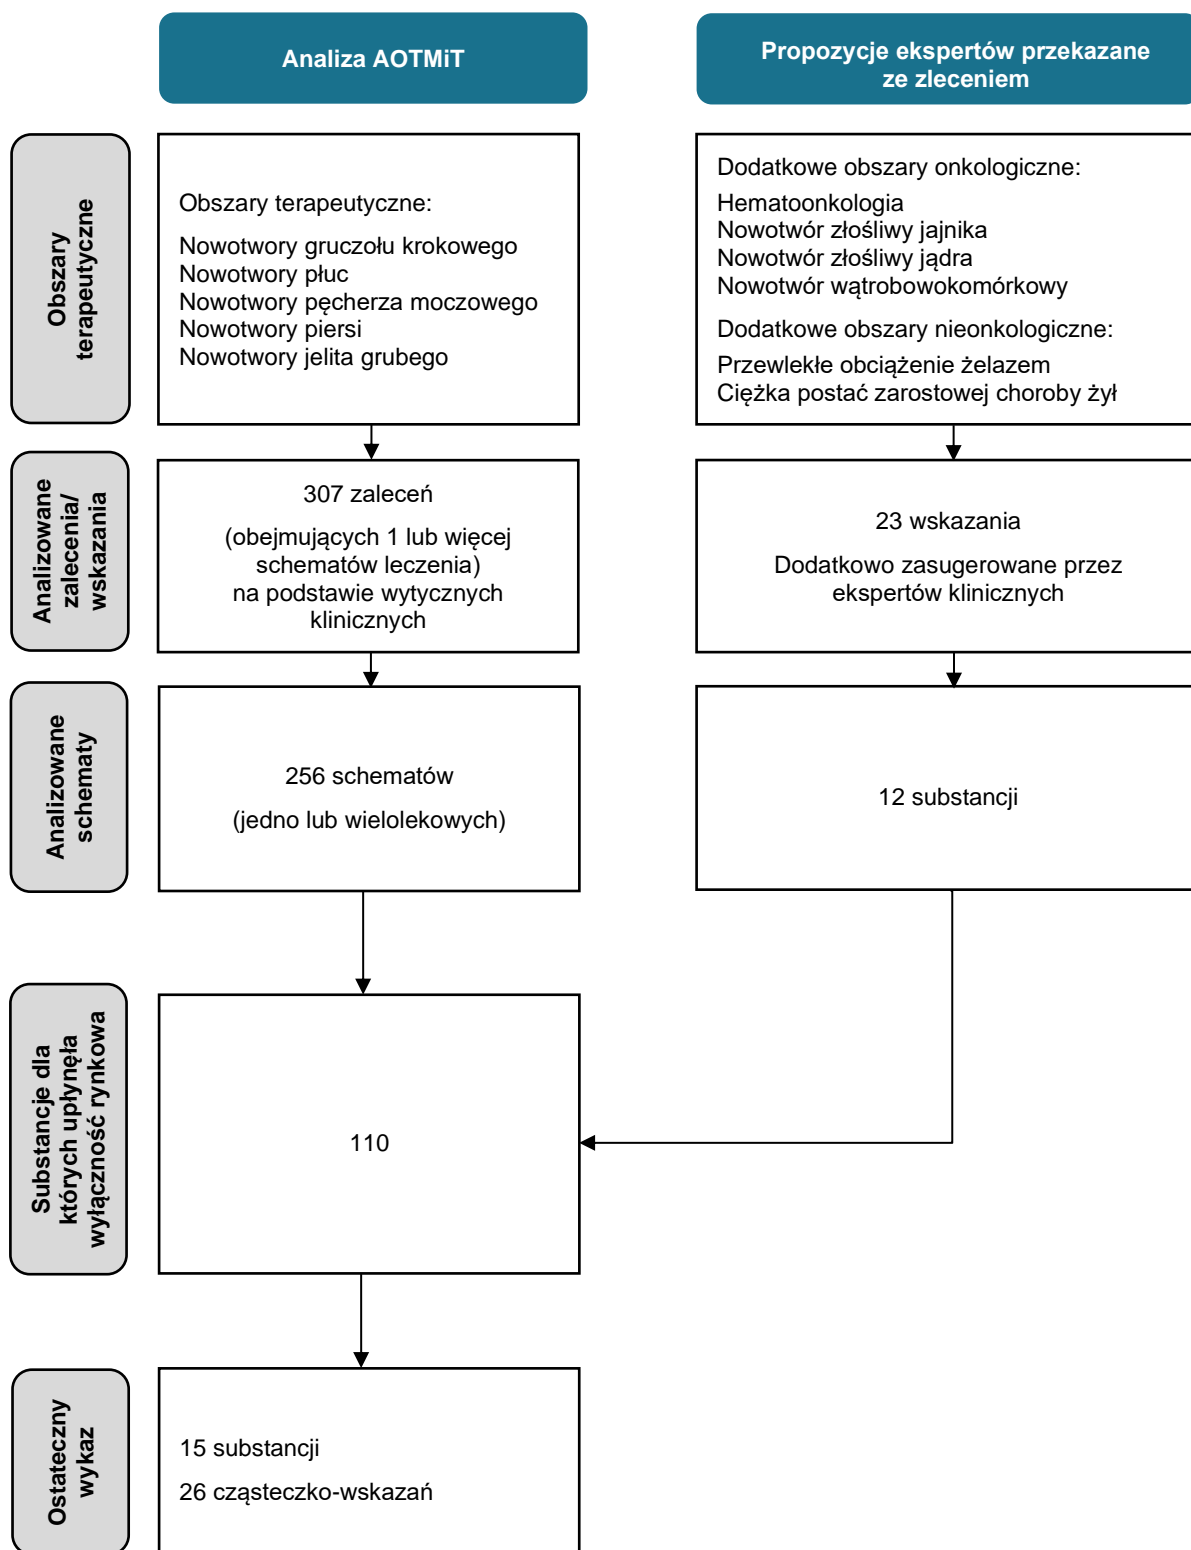 Analiza AOTMiT
Propozycje ekspertów przekazane
ze zleceniem
Obszary
terapeutyczne
Obszary terapeutyczne:
Nowotwory gruczołu krokowego
Nowotwory płuc
Nowotwory pęcherza moczowego
Nowotwory piersi
Nowotwory jelita grubego
Dodatkowe obszary onkologiczne:
Hematoonkologia
Nowotwór złośliwy jajnika
Nowotwór złośliwy jądra
Nowotwór wątrobowokomórkowy
Dodatkowe obszary nieonkologiczne:
Przewlekłe obciążenie żelazem
Ciężka postać zarostowej choroby żył
Analizowane
zalecenia/
wskazania
307 zaleceń
(obejmujących 1 lub więcej
schematów leczenia)
na podstawie wytycznych
klinicznych
23 wskazania
Dodatkowo zasugerowane przez
ekspertów klinicznych
Analizowane
schematy
256 schematów
(jedno lub wielolekowych)
12 substancji
Substancje dla
których upłynęła
wyłączność rynkowa
110
Ostateczny
wykaz
15 substancji
26 cząsteczko-wskazań